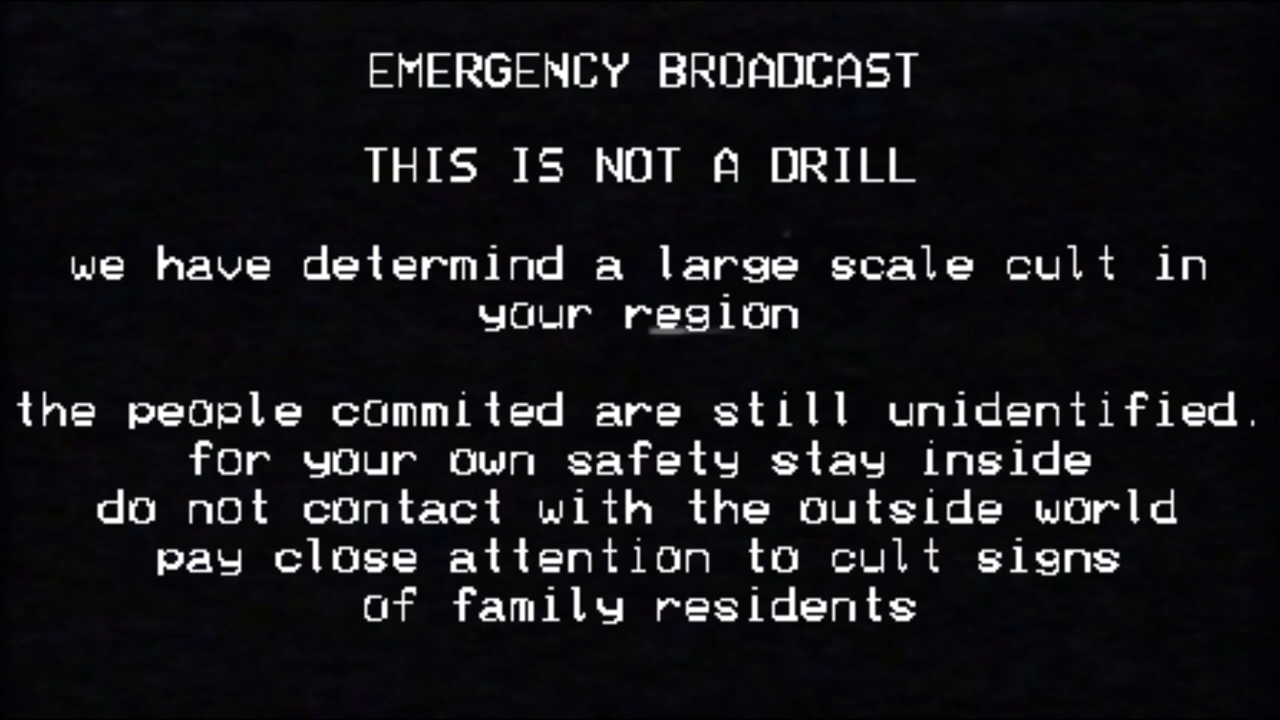 EMERGENCY BROADCAST
THIS IS NOT A DRILL
we have determind a large scale cult in
your region
the people commited are still unidentified.
for your own safety stay inside
do not contact with the outside world
pay close attention to cult signs
of family residents